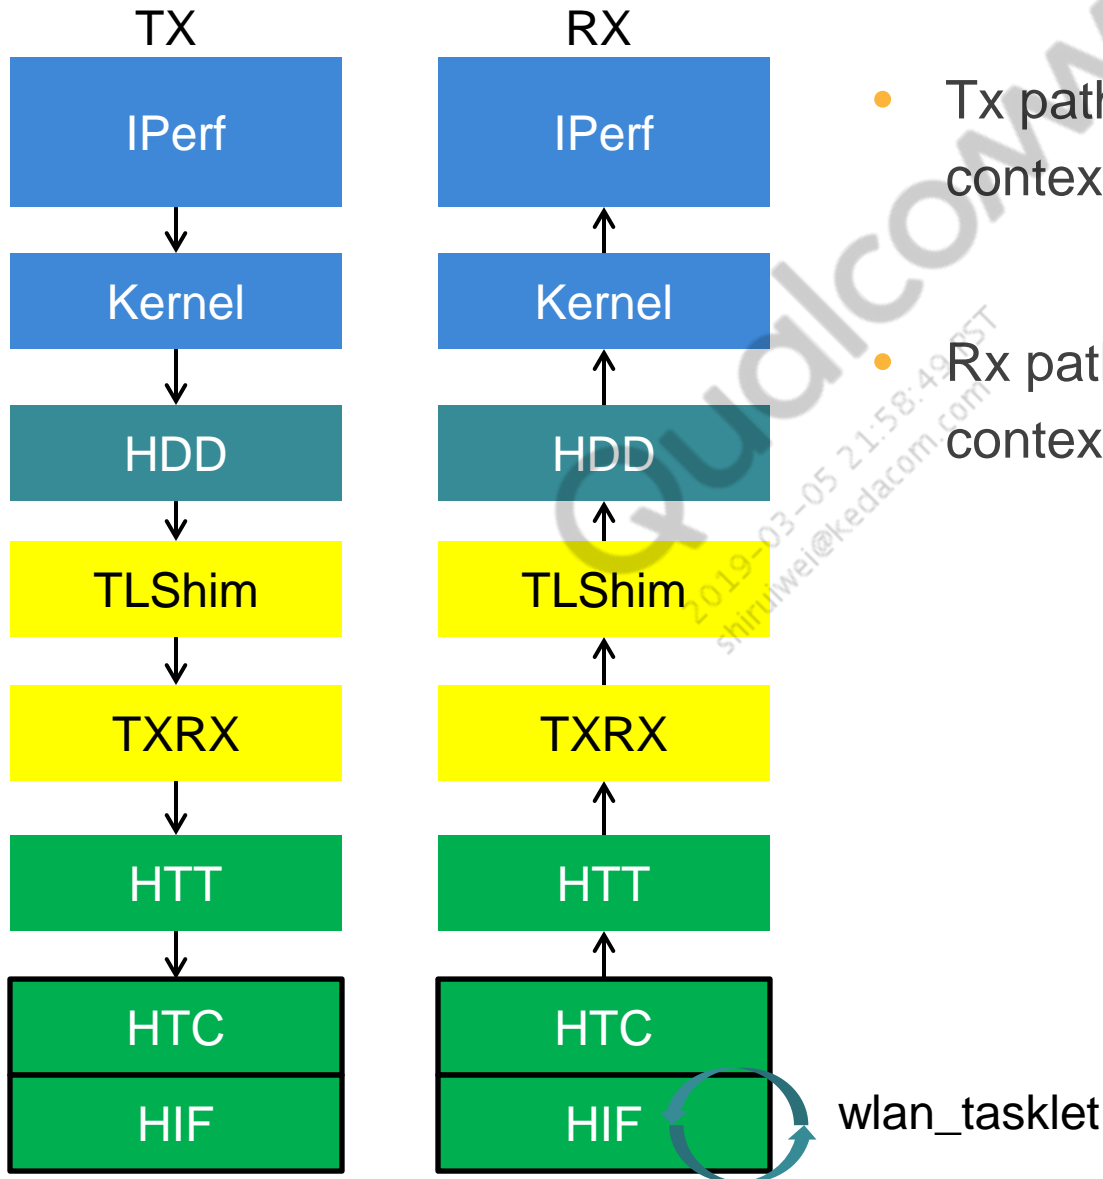 TX
IPerf
Kernel
HDD
TLShim
TXRX
HTT
HTC
HIF
RX
IPerf
Kernel
HDD
TLShim
TXRX
HTT
HTC
HIF
wlan_tasklet
Tx path
contex
Rx pat
contex
Qualcom
2019-03-05 21:58:49 PST
shiruiwei@kedacom.com